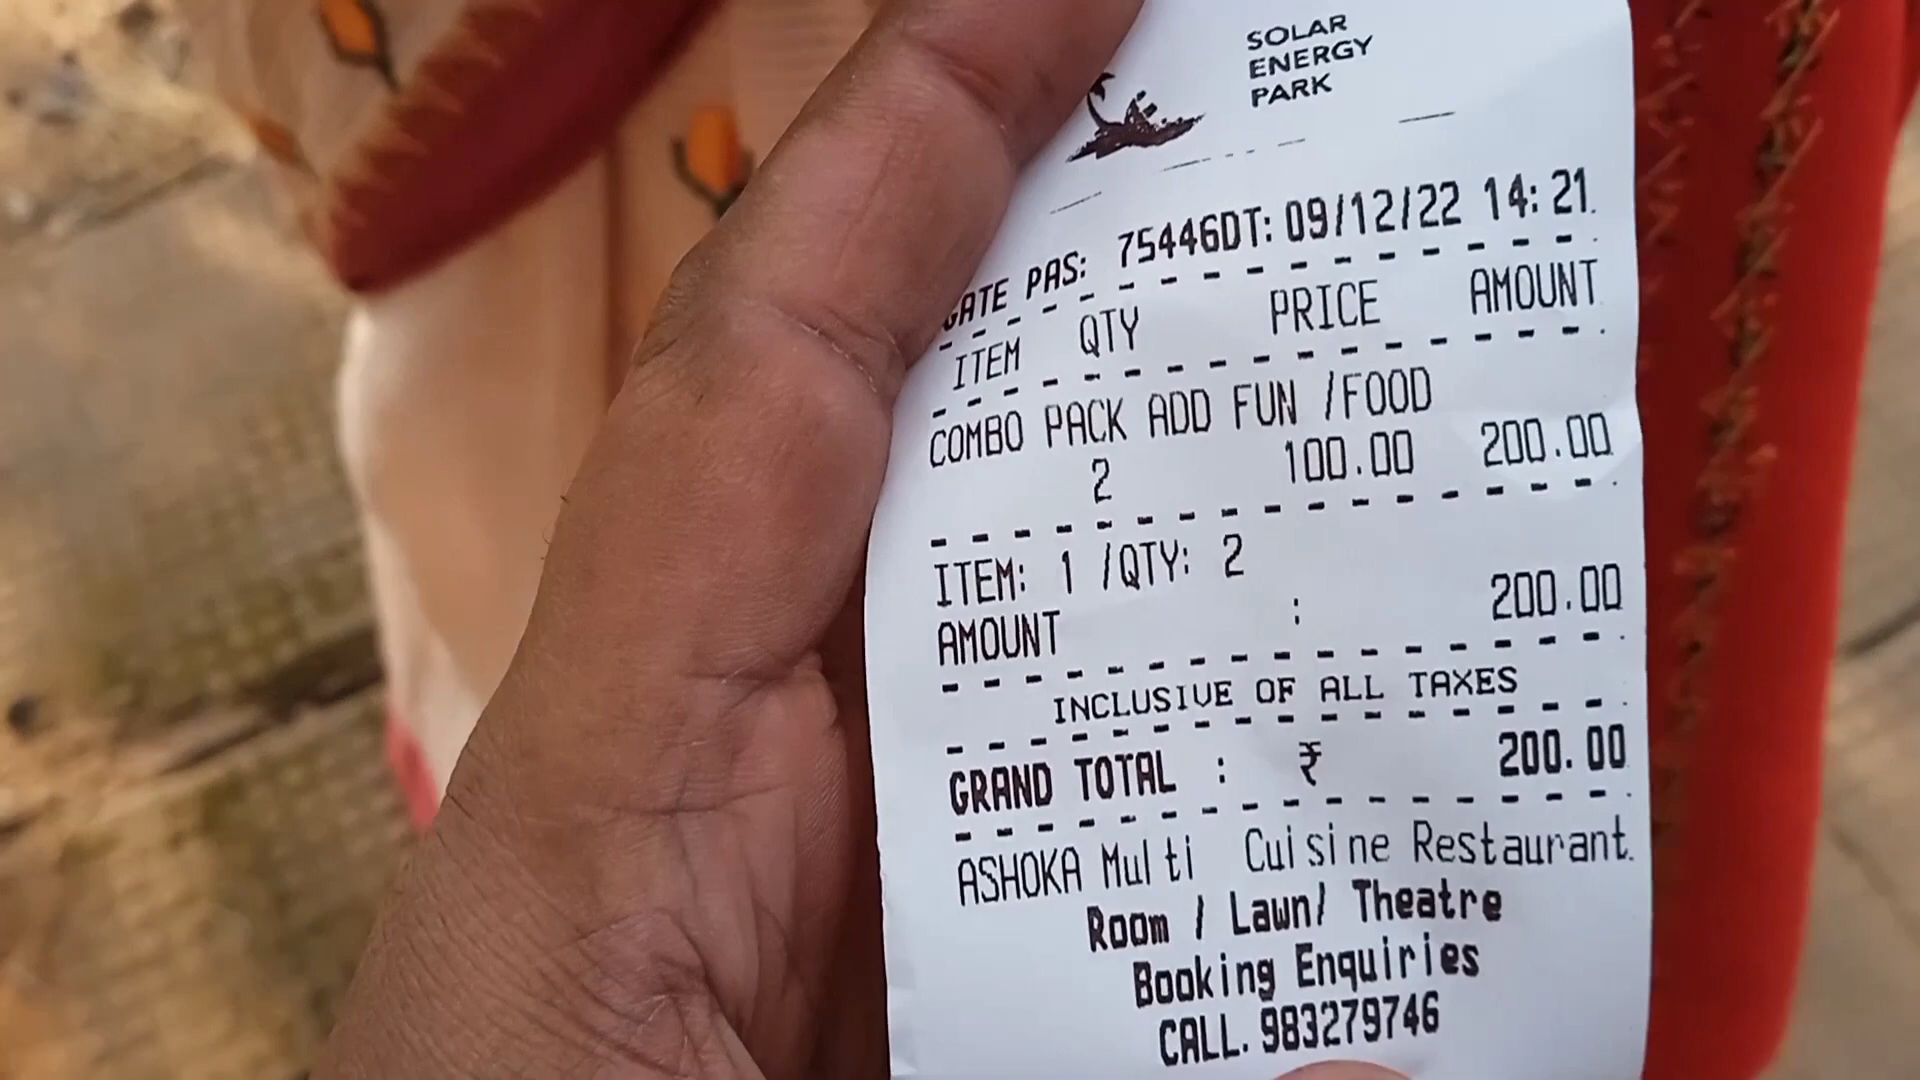 SOLAR
ENERGY
PARK
GATE PAS: 75446DT: 09/12/22 14:21
ITEM QTY PRICE AMOUNT
COMBO PACK ADD FUN /FOOD
2 100.00 200.00
ITEM: 1 /QTY: 2
AMOUNT : 200.00
INCLUSIVE OF ALL TAXES
GRAND TOTAL : ₹ 200.00
ASHOKA Multi Cuisine Restaurant.
Room / Lawn/ Theatre
Booking Enquiries
CALL. 983279746